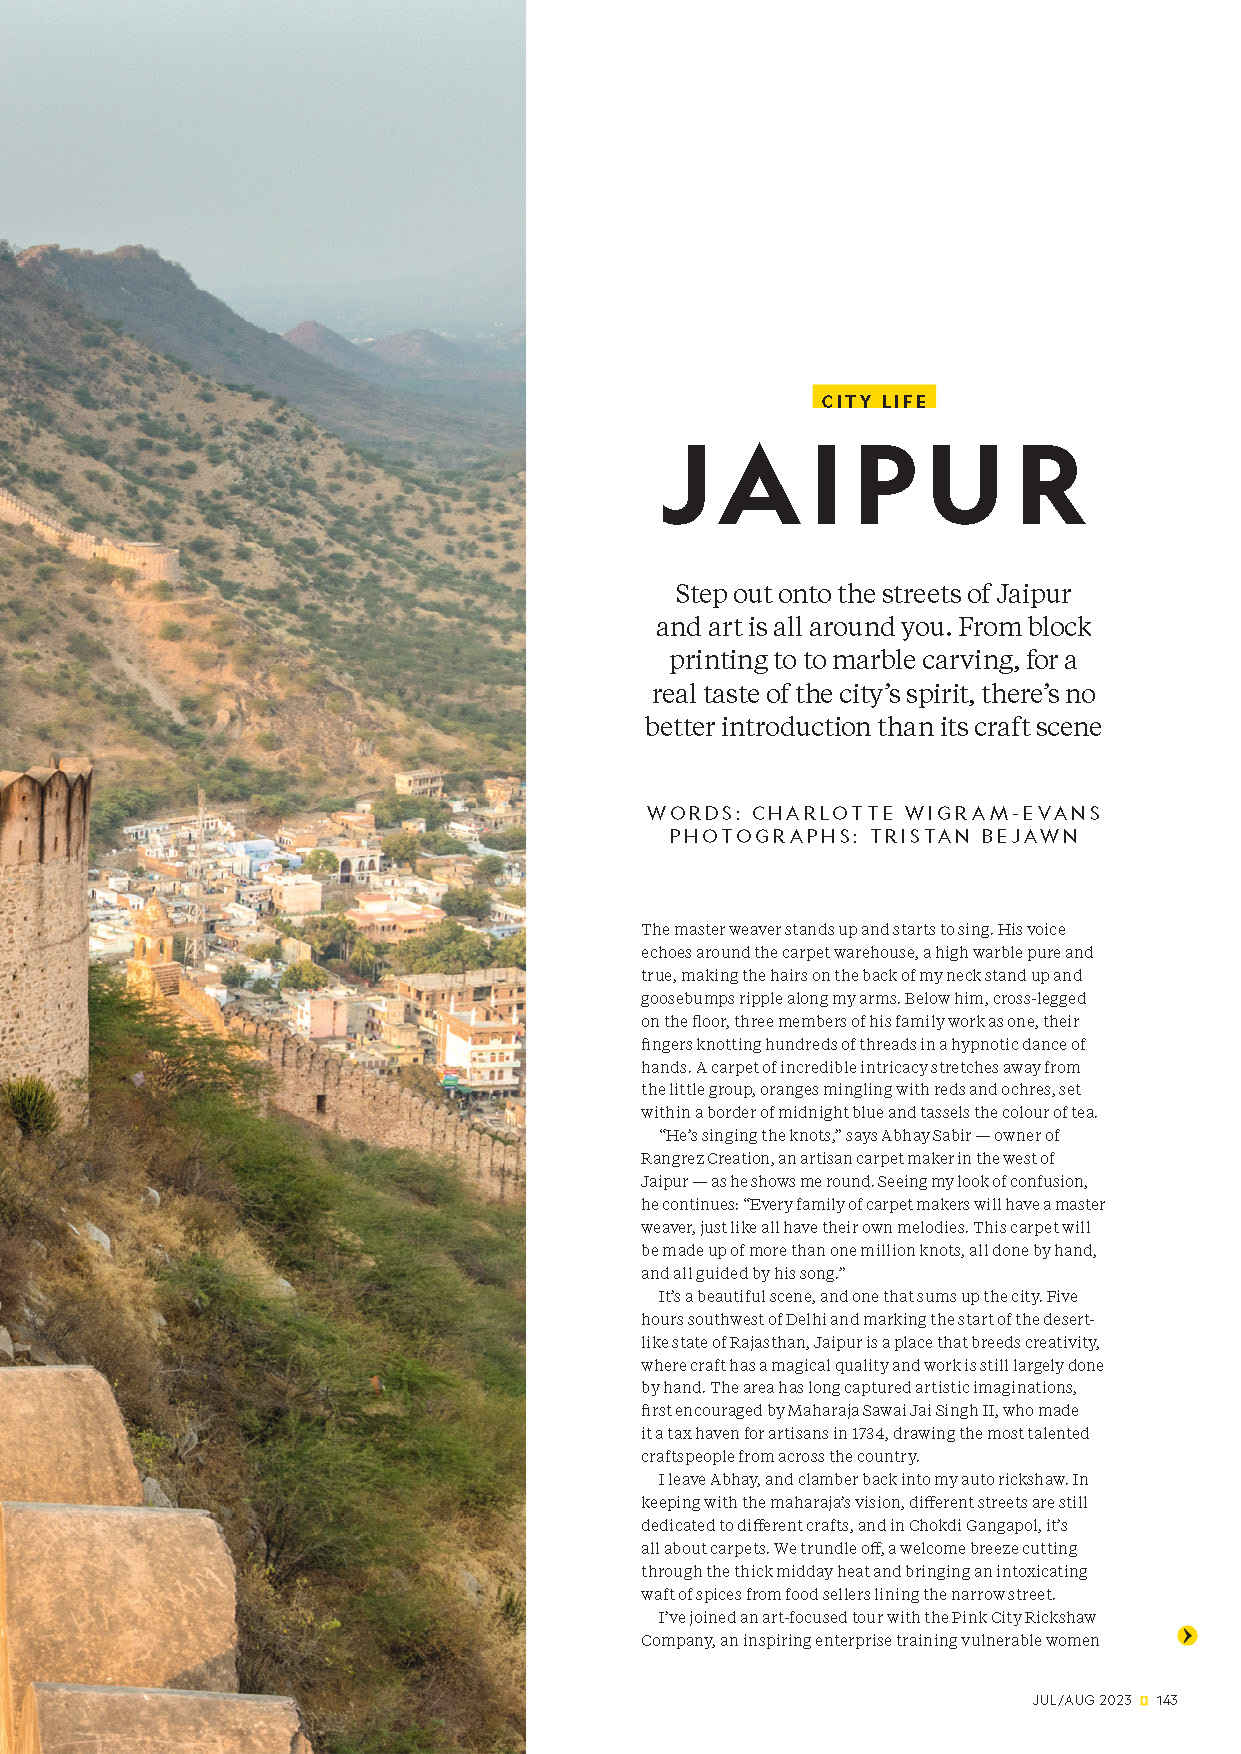 CITY LIFE
JAIPUR
Step out onto the streets of Jaipur
and art is all around you. From block
printing to to marble carving, for a
real taste of the city’s spirit, there’s no
better introduction than its craft scene
WORDS: CHARLOTTE WIGRAM-EVANS
PHOTOGRAPHS: TRISTAN BEJAWN
The master weaver stands up and starts to sing. His voice
echoes around the carpet warehouse, a high warble pure and
true, making the hairs on the back of my neck stand up and
goosebumps ripple along my arms. Below him, cross-legged
on the floor, three members of his family work as one, their
fingers knotting hundreds of threads in a hypnotic dance of
hands. A carpet of incredible intricacy stretches away from
the little group, oranges mingling with reds and ochres, set
within a border of midnight blue and tassels the colour of tea.
“He’s singing the knots,” says Abhay Sabir — owner of
Rangrez Creation, an artisan carpet maker in the west of
Jaipur — as he shows me round. Seeing my look of confusion,
he continues: “Every family of carpet makers will have a master
weaver, just like all have their own melodies. This carpet will
be made up of more than one million knots, all done by hand,
and all guided by his song.”
It’s a beautiful scene, and one that sums up the city. Five
hours southwest of Delhi and marking the start of the desert-
like state of Rajasthan, Jaipur is a place that breeds creativity,
where craft has a magical quality and work is still largely done
by hand. The area has long captured artistic imaginations,
first encouraged by Maharaja Sawai Jai Singh II, who made
it a tax haven for artisans in 1734, drawing the most talented
craftspeople from across the country.
I leave Abhay, and clamber back into my auto rickshaw. In
keeping with the maharaja’s vision, different streets are still
dedicated to different crafts, and in Chokdi Gangapol, it’s
all about carpets. We trundle off, a welcome breeze cutting
through the thick midday heat and bringing an intoxicating
waft of spices from food sellers lining the narrow street.
I’ve joined an art-focused tour with the Pink City Rickshaw
Company, an inspiring enterprise training vulnerable women
JUL/AUG 2023 143